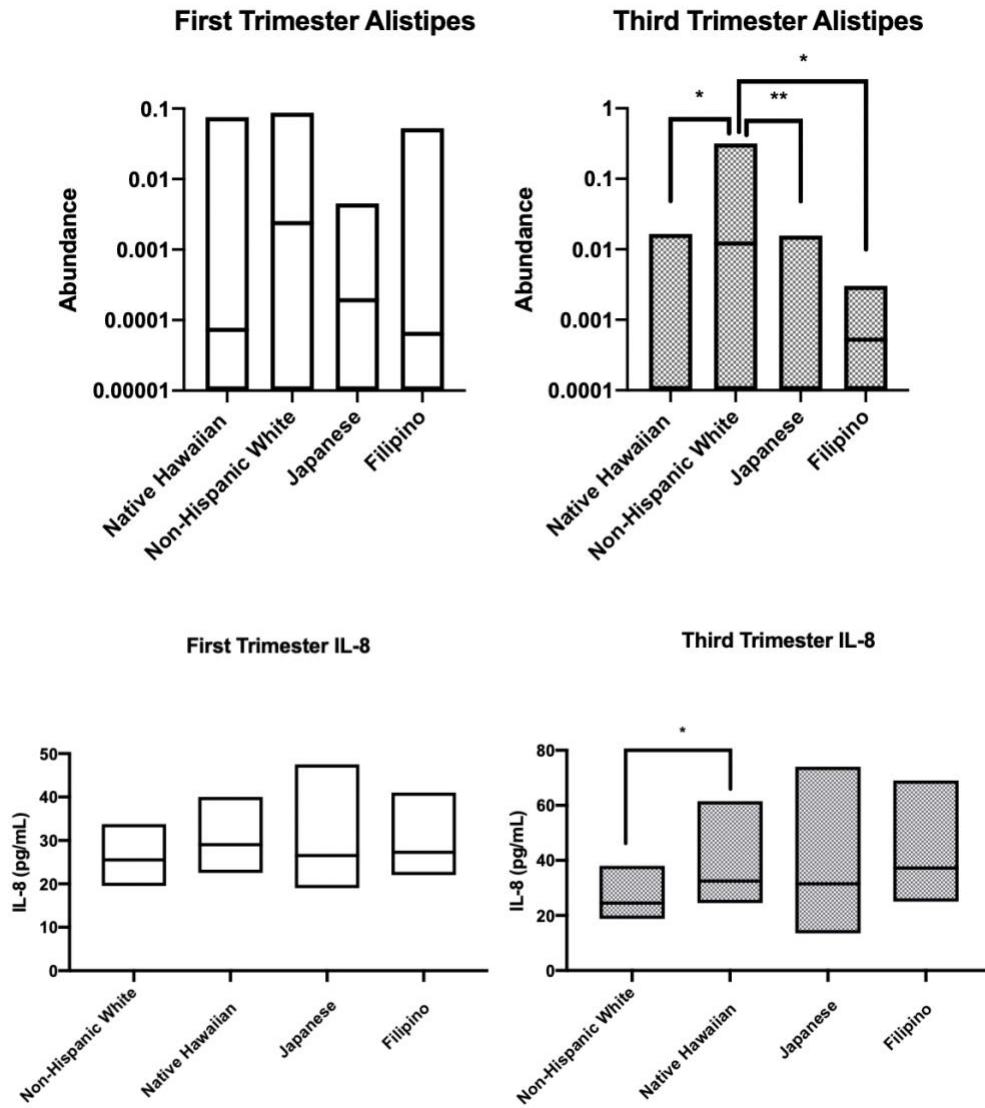 First Trimester Alistipes
Abundance
0.1
0.01
0.001
0.0001
0.00001
Native Hawaiian
Non-Hispanic White
Japanese
Filipino
Third Trimester Alistipes
Abundance
1
0.1
0.01
0.001
0.0001
*
**
*
Native Hawaiian
Non-Hispanic White
Japanese
Filipino
First Trimester IL-8
IL-8 (pg/mL)
50
40
30
20
10
0
Non-Hispanic White
Native Hawaiian
Japanese
Filipino
Third Trimester IL-8
IL-8 (pg/mL)
80
60
40
20
0
*
Non-Hispanic White
Native Hawaiian
Japanese
Filipino